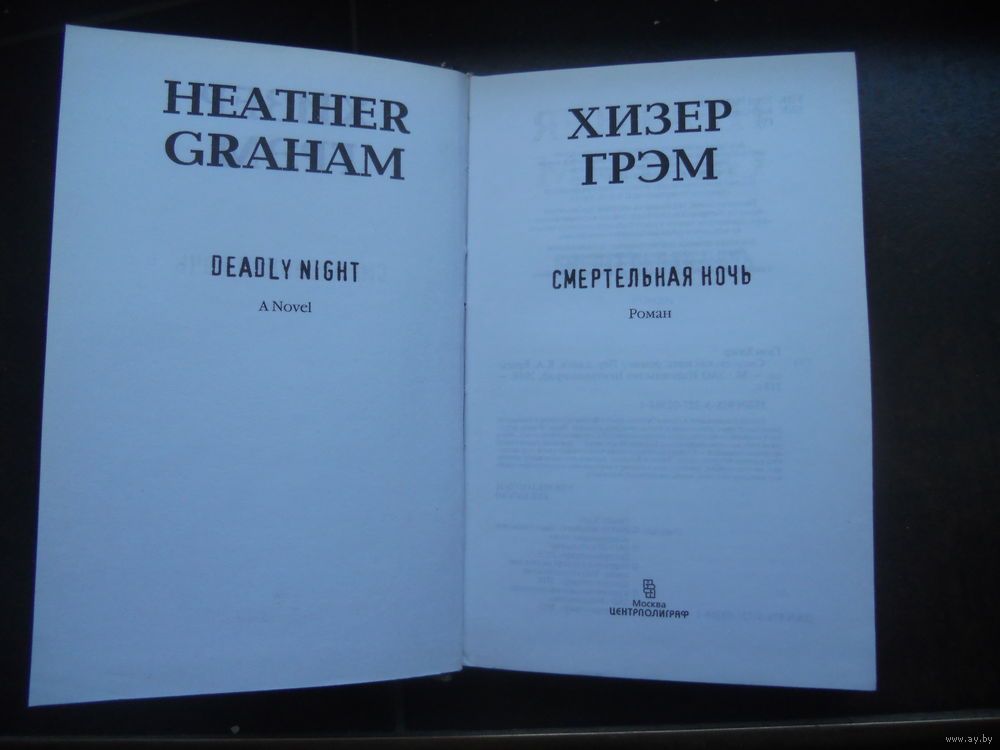 HEATHER
GRAHAM
DEADLY NIGHT
A Novel
ХИЗЕР
ГРЭМ
СМЕРТЕЛЬНАЯ НОЧЬ
Роман
Москва
ЦЕНТРПОЛИГРАФ
www.ay.by